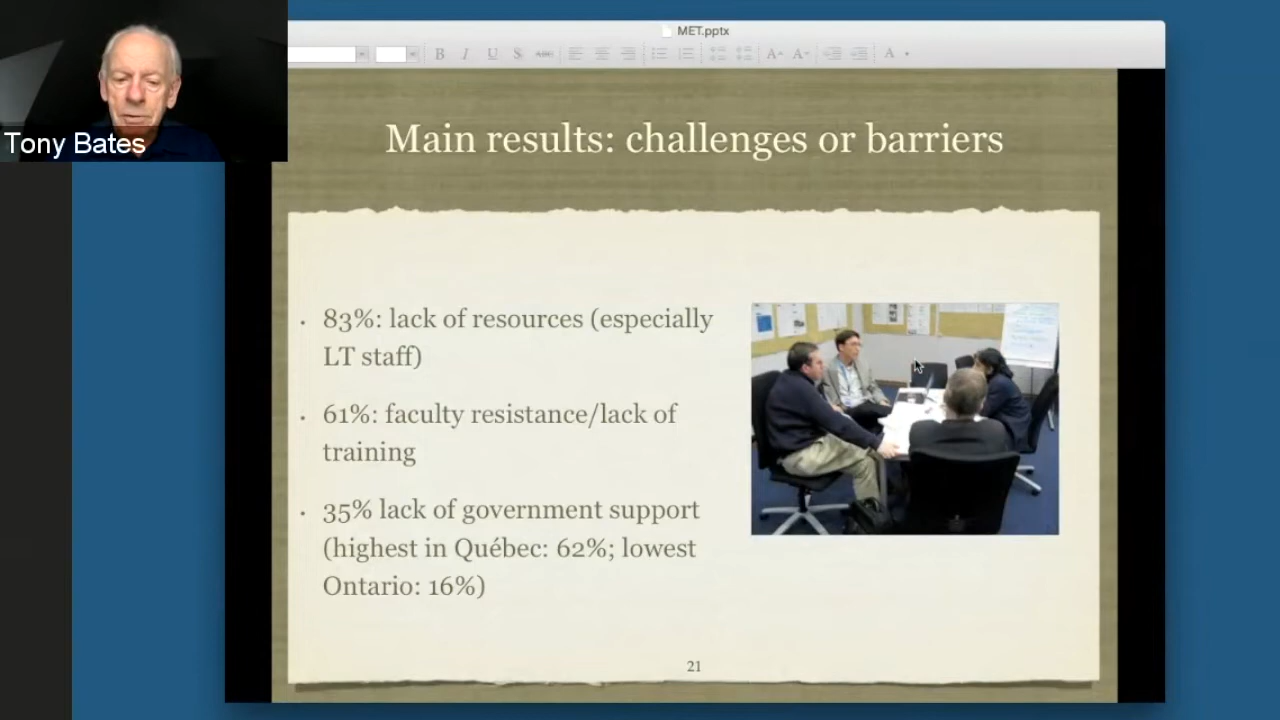 MET.pptx
B I U S ABC A A A
Tony Bates
Main results: challenges or barriers
83%: lack of resources (especially
LT staff)
61%: faculty resistance/lack of
training
35% lack of government support
(highest in Québec: 62%; lowest
Ontario: 16%)
21